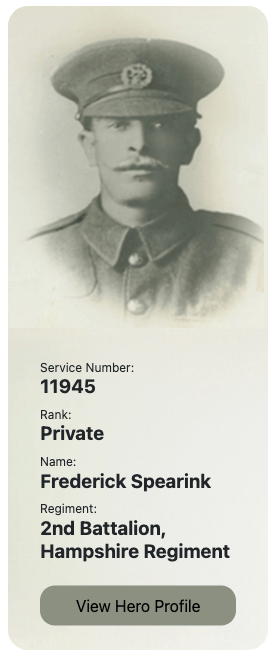 Service Number:
11945
Rank:
Private
Name:
Frederick Spearink
Regiment:
2nd Battalion,
Hampshire Regiment
View Hero Profile